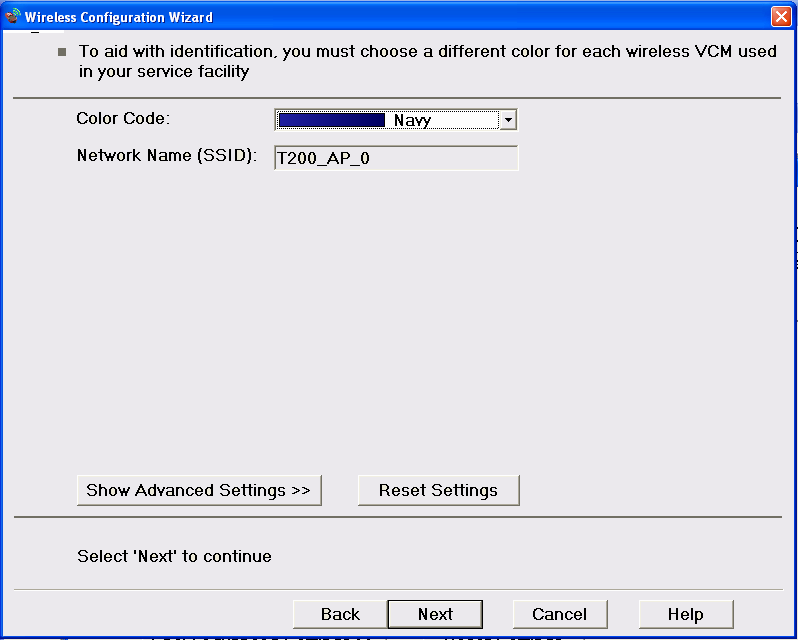 Wireless Configuration Wizard
To aid with identification, you must choose a different color for each wireless VCM used
in your service facility
Color Code:
Navy
Network Name (SSID):
T200_AP_0
Show Advanced Settings >>
Reset Settings
Select 'Next' to continue
Back
Next
Cancel
Help